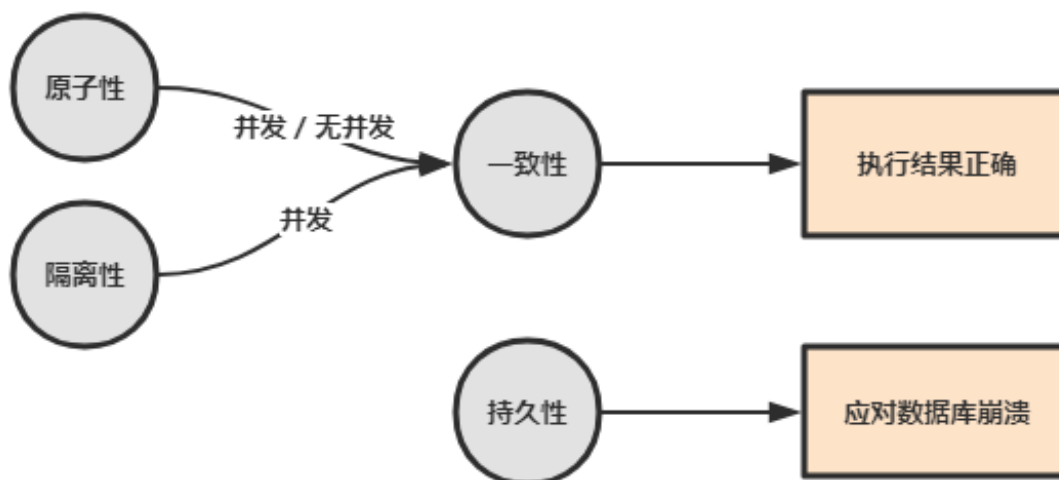 原子性
并发 / 无并发
一致性
执行结果正确
并发
隔离性
持久性
应对数据库崩溃